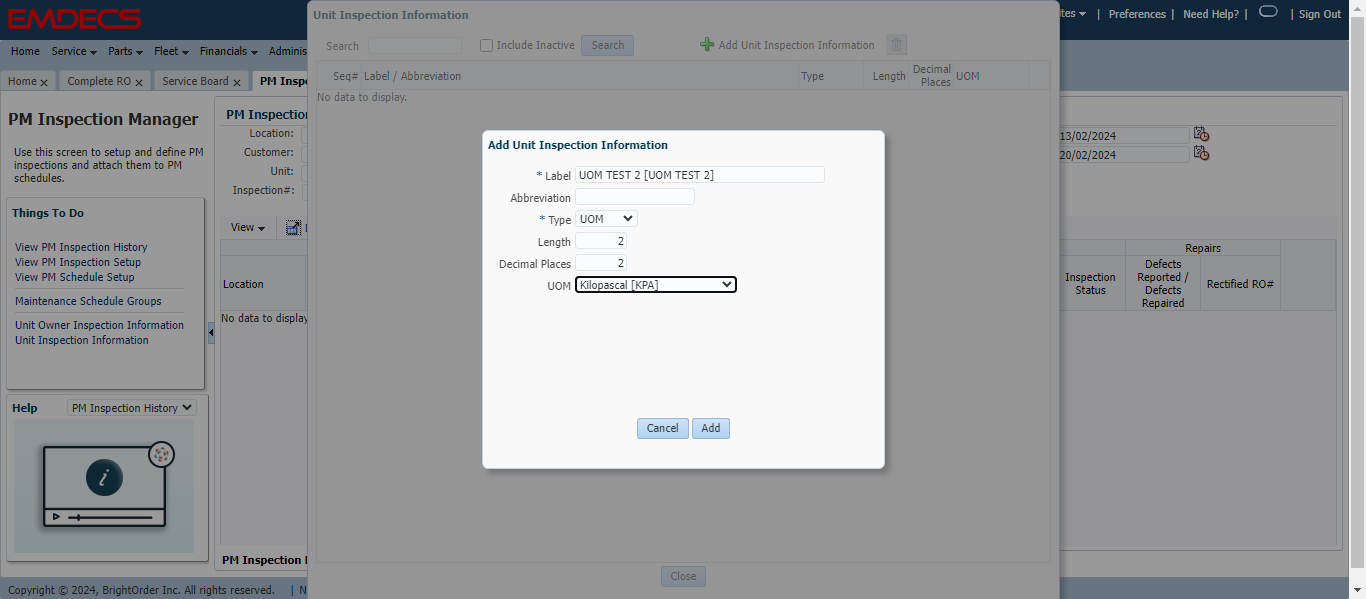 EMDECS
Preferences | Need Help? | | Sign Out
Home Service Parts Fleet Financials
Home x Complete RO x Service Board x
PM Inspection Manager
Use this screen to setup and define PM
inspections and attach them to PM
schedules.
Things To Do
View PM Inspection History
View PM Inspection Setup
View PM Schedule Setup
Maintenance Schedule Groups
Unit Owner Inspection Information
Unit Inspection Information
Help PM Inspection History
i
Copyright © 2024, BrightOrder Inc. All rights reserved. |
PM Inspection
Location:
Customer:
Unit:
Inspection#:
View
Location
No data to display
PM Inspection
Unit Inspection Information
Search Include Inactive Search Add Unit Inspection Information
Seq# Label / Abbreviation Type Length Decimal Places UOM
No data to display.
Close
Add Unit Inspection Information
* Label UOM TEST 2 [UOM TEST 2]
Abbreviation
* Type UOM
Length 2
Decimal Places 2
UOM Kilopascal [KPA]
Cancel Add
13/02/2024
20/02/2024
Repairs
Inspection
Status
Defects
Reported /
Defects
Repaired
Rectified RO#